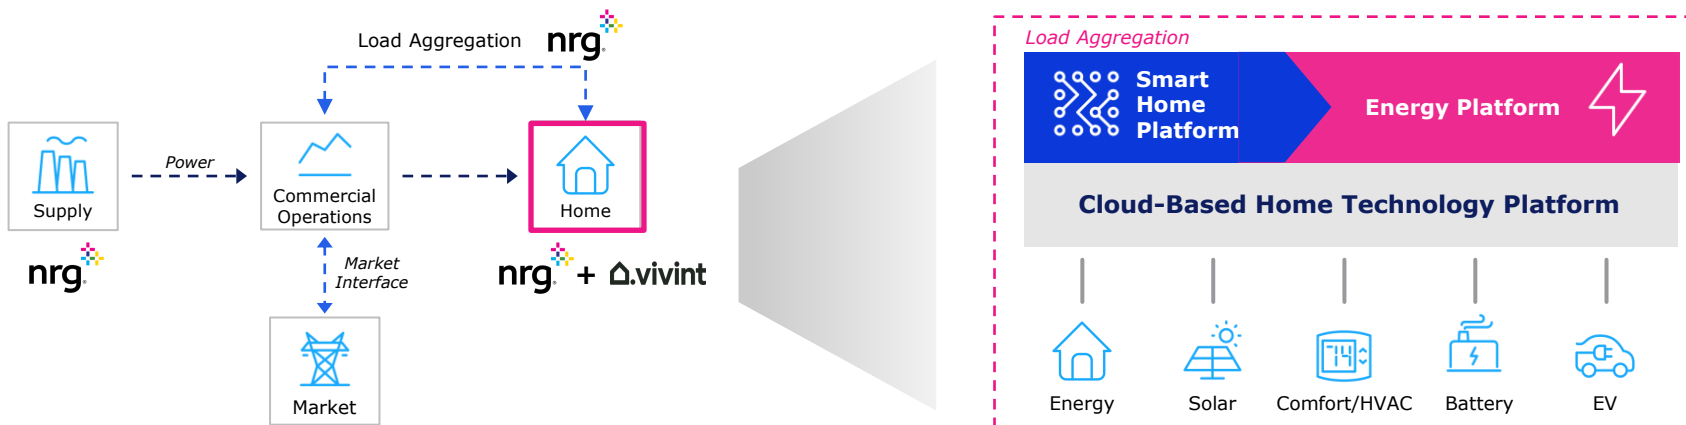 Load Aggregation
nrg
Supply
nrg
Power
Commercial
Operations
Home
nrg + vivint
Market
Interface
Market
Load Aggregation
Smart
Home
Platform
Energy Platform
Cloud-Based Home Technology Platform
Energy
Solar
74
Comfort/HVAC
Battery
EV